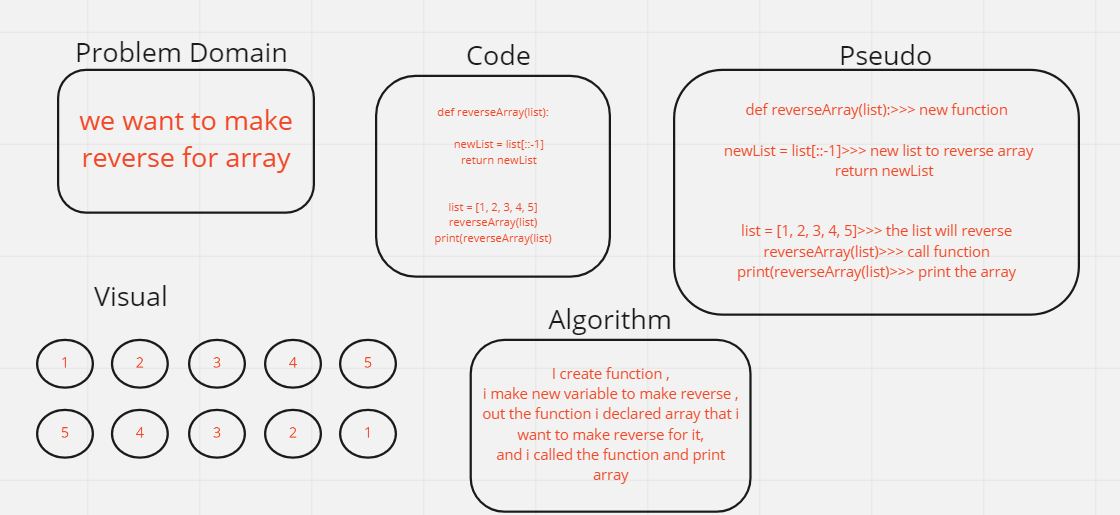 Problem Domain
we want to make
reverse for array
Code
def reverseArray(list):
newList = list[::-1]
return newList
list = [1, 2, 3, 4, 5]
reverseArray(list)
print(reverseArray(list)
Pseudo
def reverseArray(list):>>> new function
newList = list[::-1]>>> new list to reverse array
return newList
list = [1, 2, 3, 4, 5]>>> the list will reverse
reverseArray(list)>>> call function
print(reverseArray(list)>>> print the array
Visual
1 2 3 4 5
5 4 3 2 1
Algorithm
I create function ,
i make new variable to make reverse ,
out the function i declared array that i
want to make reverse for it,
and i called the function and print
array